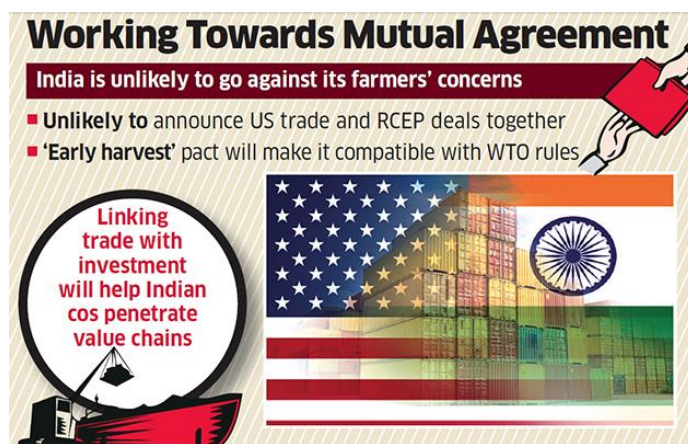 Working Towards Mutual Agreement
India is unlikely to go against its farmers' concerns
Unlikely to announce US trade and RCEP deals together
'Early harvest' pact will make it compatible with WTO rules
Linking
trade with
investment
will help Indian
cos penetrate
value chains